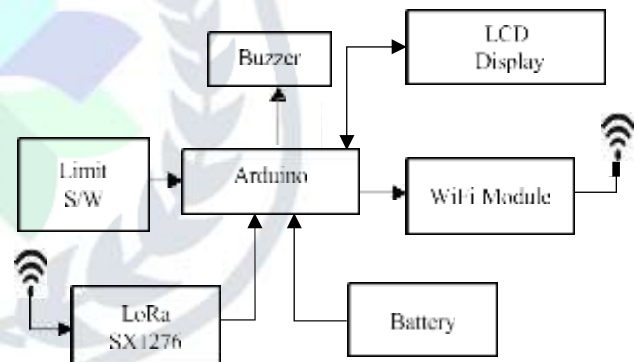 LCD
Display
Buzzer
Limit
S/W
Arduino
WiFi Module
LoRa
SX1276
Battery